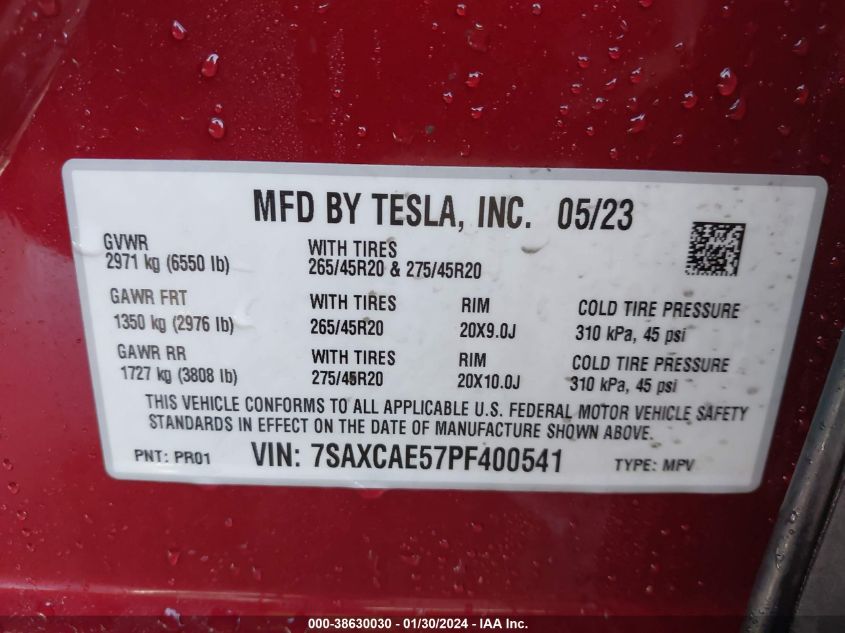 MFD BY TESLA, INC. 05/23
GVWR
2971 kg (6550 lb)
WITH TIRES
265/45R20 & 275/45R20
GAWR FRT
1350 kg (2976 lb)
WITH TIRES
265/45R20
RIM
20X9.0J
COLD TIRE PRESSURE
310 kPa, 45 psi
GAWR RR
1727 kg (3808 lb)
WITH TIRES
275/45R20
RIM
20X10.0J
COLD TIRE PRESSURE
310 kPa, 45 psi
THIS VEHICLE CONFORMS TO ALL APPLICABLE U.S. FEDERAL MOTOR VEHICLE SAFETY
STANDARDS IN EFFECT ON THE DATE OF MANUFACTURE SHOWN ABOVE.
PNT: PR01 VIN: 7SAXCAE57PF400541 TYPE: MPV
000-38630030 - 01/30/2024 - IAA Inc.